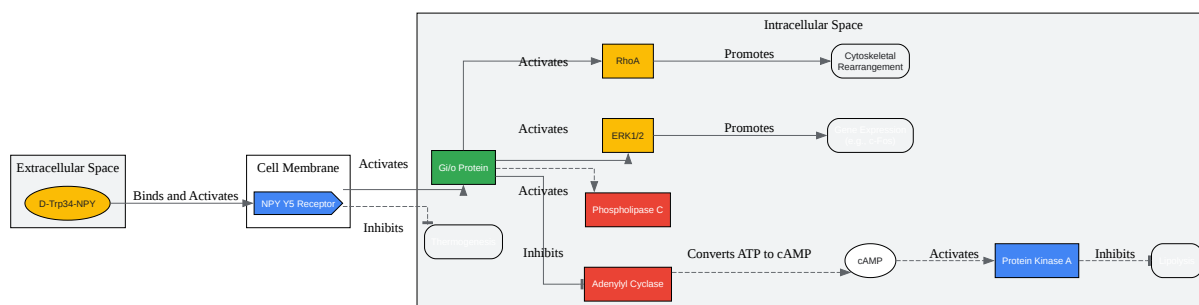 Intracellular Space
Activates
RhoA
Promotes
Cytoskeletal
Rearrangement
Activates
ERK1/2
Promotes
Extracellular Space
D-Trp34-NPY
Binds and Activates
Cell Membrane
NPY Y5 Receptor
Activates
Inhibits
Gi/o Protein
Thermogenesis
Activates
Phospholipase C
Inhibits
Adenylyl Cyclase
Converts ATP to cAMP
cAMP
Activates
Protein Kinase A
Inhibits